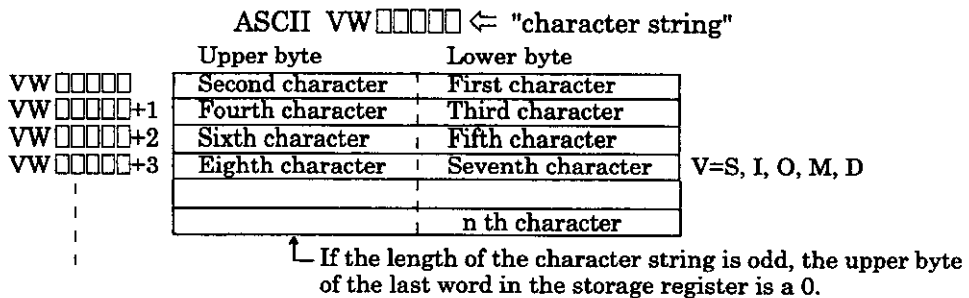 ASCII VW□□□□□ ⇐ "character string"
Upper byte Lower byte
VW□□□□□ Second character First character
VW□□□□□+1 Fourth character Third character
VW□□□□□+2 Sixth character Fifth character
VW□□□□□+3 Eighth character Seventh character V=S, I, O, M, D
n th character
If the length of the character string is odd, the upper byte
of the last word in the storage register is a 0.